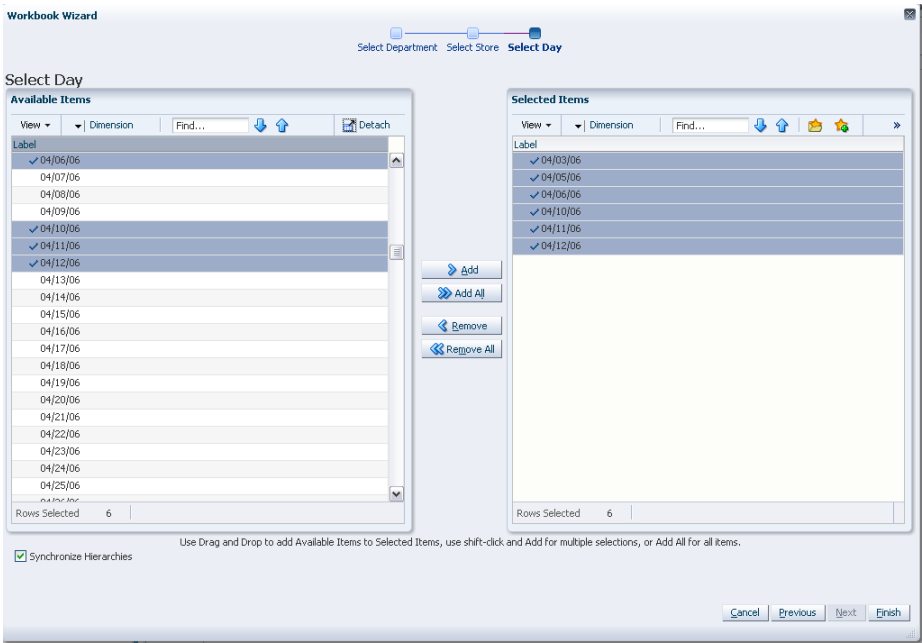 Workbook Wizard
Select Department Select Store Select Day
Select Day
Available Items
View Dimension Find... Detach
Label
04/06/06
04/07/06
04/08/06
04/09/06
04/10/06
04/11/06
04/12/06
04/13/06
04/14/06
04/15/06
04/16/06
04/17/06
04/18/06
04/19/06
04/20/06
04/21/06
04/22/06
04/23/06
04/24/06
04/25/06
Rows Selected 6
Add
Add All
Remove
Remove All
Selected Items
View Dimension Find... »
Label
04/03/06
04/05/06
04/06/06
04/10/06
04/11/06
04/12/06
Rows Selected 6
Use Drag and Drop to add Available Items to Selected Items, use shift-click and Add for multiple selections, or Add All for all items.
Synchronize Hierarchies
Cancel Previous Next Finish